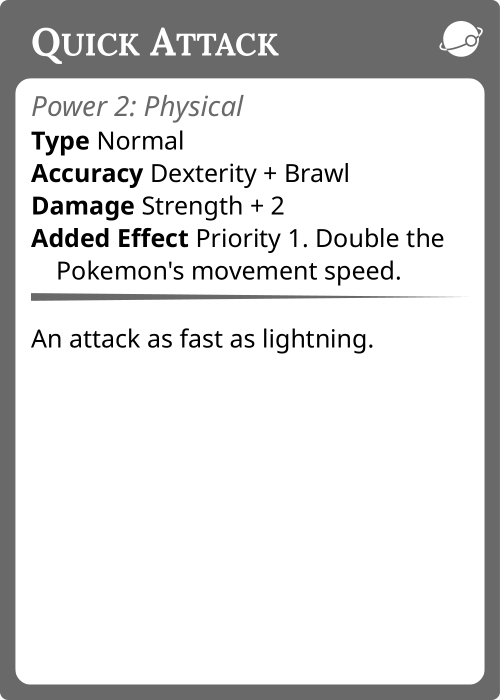 Quick Attack
Power 2: Physical
Type Normal
Accuracy Dexterity + Brawl
Damage Strength + 2
Added Effect Priority 1. Double the
Pokemon's movement speed.
An attack as fast as lightning.